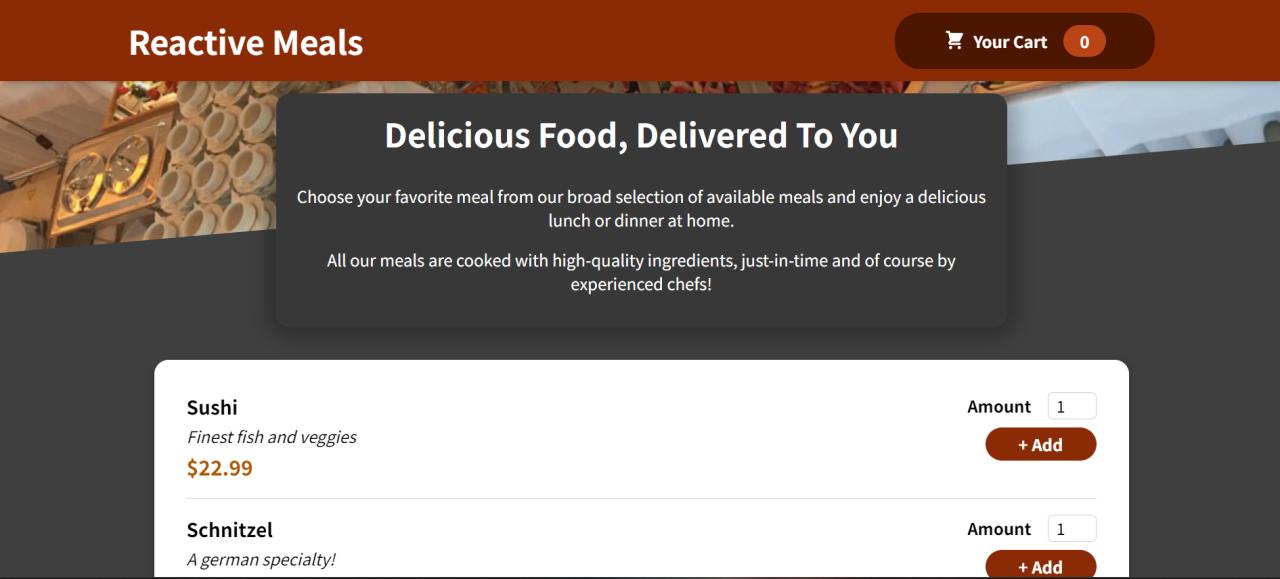 Reactive Meals
Your Cart 0
Delicious Food, Delivered To You
Choose your favorite meal from our broad selection of available meals and enjoy a delicious
lunch or dinner at home.
All our meals are cooked with high-quality ingredients, just-in-time and of course by
experienced chefs!
Sushi
Amount 1
Finest fish and veggies
+ Add
$22.99
Schnitzel
Amount 1
A german specialty!
+ Add